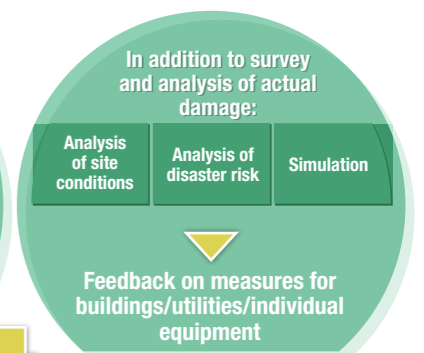 In addition to survey
and analysis of actual
damage:
Analysis
of site
conditions
Analysis of
disaster risk
Simulation
Feedback on measures for
buildings/utilities/individual
equipment